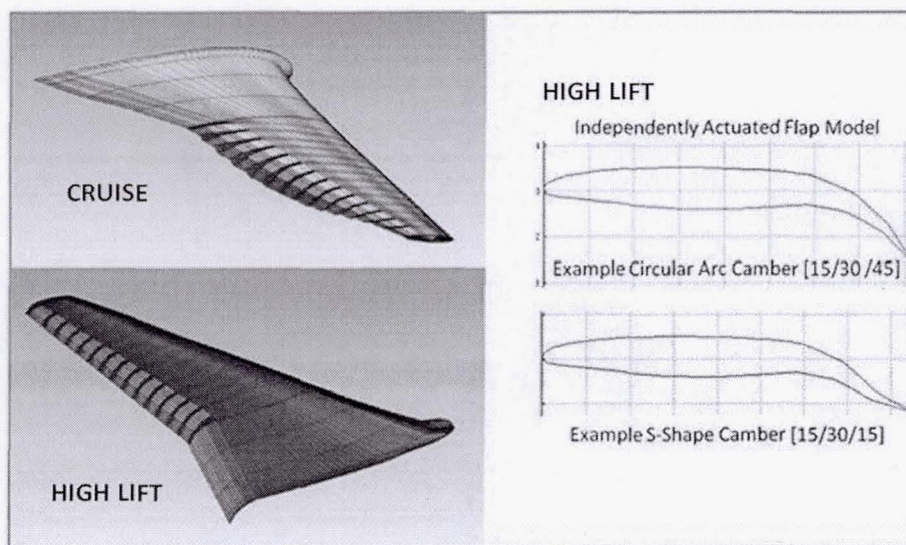 CRUISE
HIGH LIFT
HIGH LIFT
Independently Actuated Flap Model
Example Circular Arc Camber [15/30/45]
Example S-Shape Camber [15/30/15]